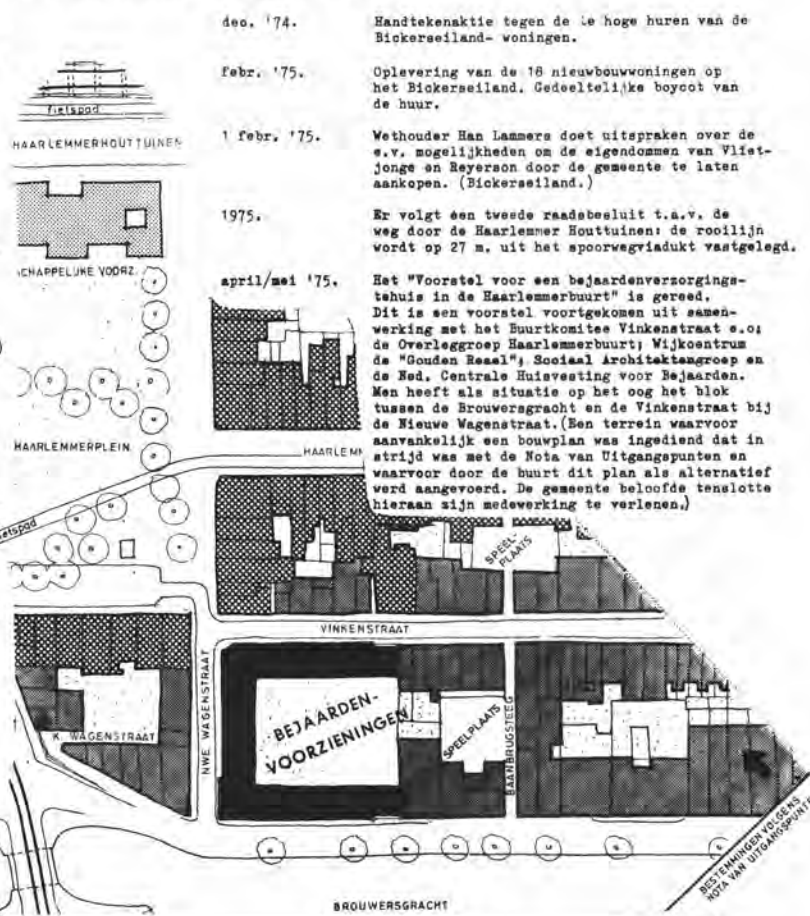 dec. '74.
Handtekenaktie tegen de te hoge huren van de
Bickerseiland- woningen.
febr. '75.
Oplevering van de 18 nieuwbouwwoningen op
het Bickerseiland. Gedeeltelijke boycot van
de huur.
1 febr. '75.
Wethouder Han Lammers doet uitspraken over de
e.v. mogelijkheden om de eigendommen van Vliet-
jonge en Reyerson door de gemeente te laten
aankopen. (Bickerseiland.)
1975.
Er volgt een tweede raadsbesluit t.a.v. de
weg door de Haarlemmer Houttuinen: de rooilijn
wordt op 27 m. uit het spoorwegviadukt vastgelegd.
april/mei '75.
Het "Voorstel voor een bejaardenverzorgings-
tehuis in de Haarlemmerbuurt" is gereed.
Dit is een voorstel voortgekomen uit samen-
werking met het Buurtkomitee Vinkenstraat e.o;
de Overleggroep Haarlemmerbuurt; Wijkcentrum
de "Gouden Reael"; Sociaal Architektengroep en
de Ned. Centrale Huisvesting voor Bejaarden.
Men heeft als situatie op het oog het blok
tussen de Brouwersgracht en de Vinkenstraat bij
de Nieuwe Wagenstraat.(Een terrein waarvoor
aanvankelijk een bouwplan was ingediend dat in
strijd was met de Nota van Uitgangspunten en
waarvoor door de buurt dit plan als alternatief
werd aangevoerd. De gemeente beloofde tenslotte
hieraan zijn medewerking te verlenen.)
fietspad
HAARLEMMERHOUTTUINEN
CHAPPELIJKE VOORZ.
HAARLEMMERPLEIN
HAARLEMM
fietspad
SPEEL-
PLAATS
VINKENSTRAAT
NWE WAGENSTRAAT
K. WAGENSTRAAT
BEJAARDEN-
VOORZIENINGEN
SPEELPLAATS
BAANBRUGSTEEG
BESTEMMINGEN VOLGENS
NOTA VAN UITGANGSPUNTE
BROUWERSGRACHT